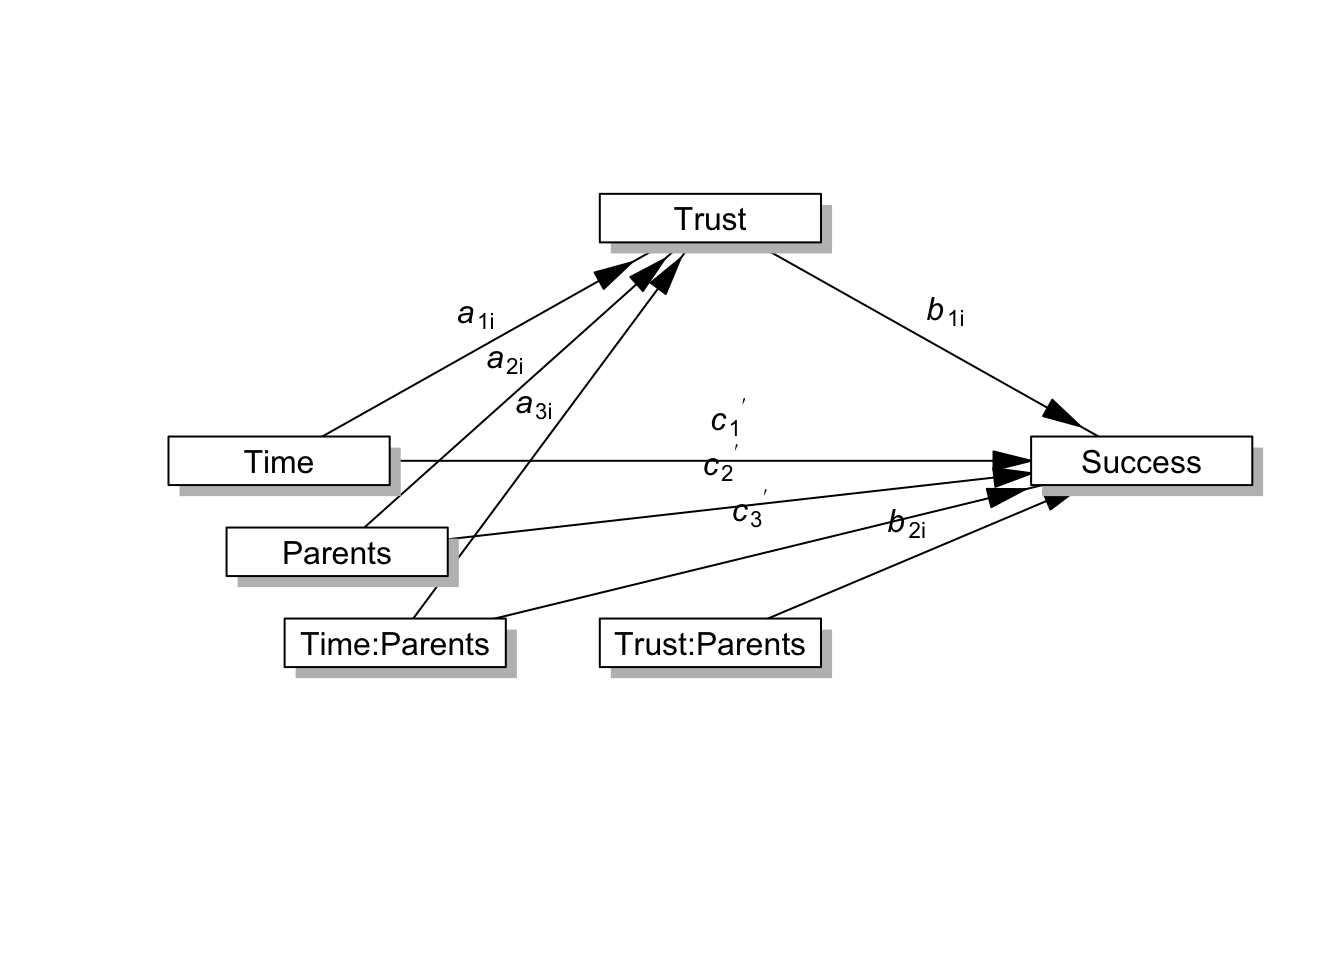 Trust
a1i
b1i
a2i
a3i
c1′
Time
c2′
Success
c3′
b2i
Parents
Time:Parents
Trust:Parents